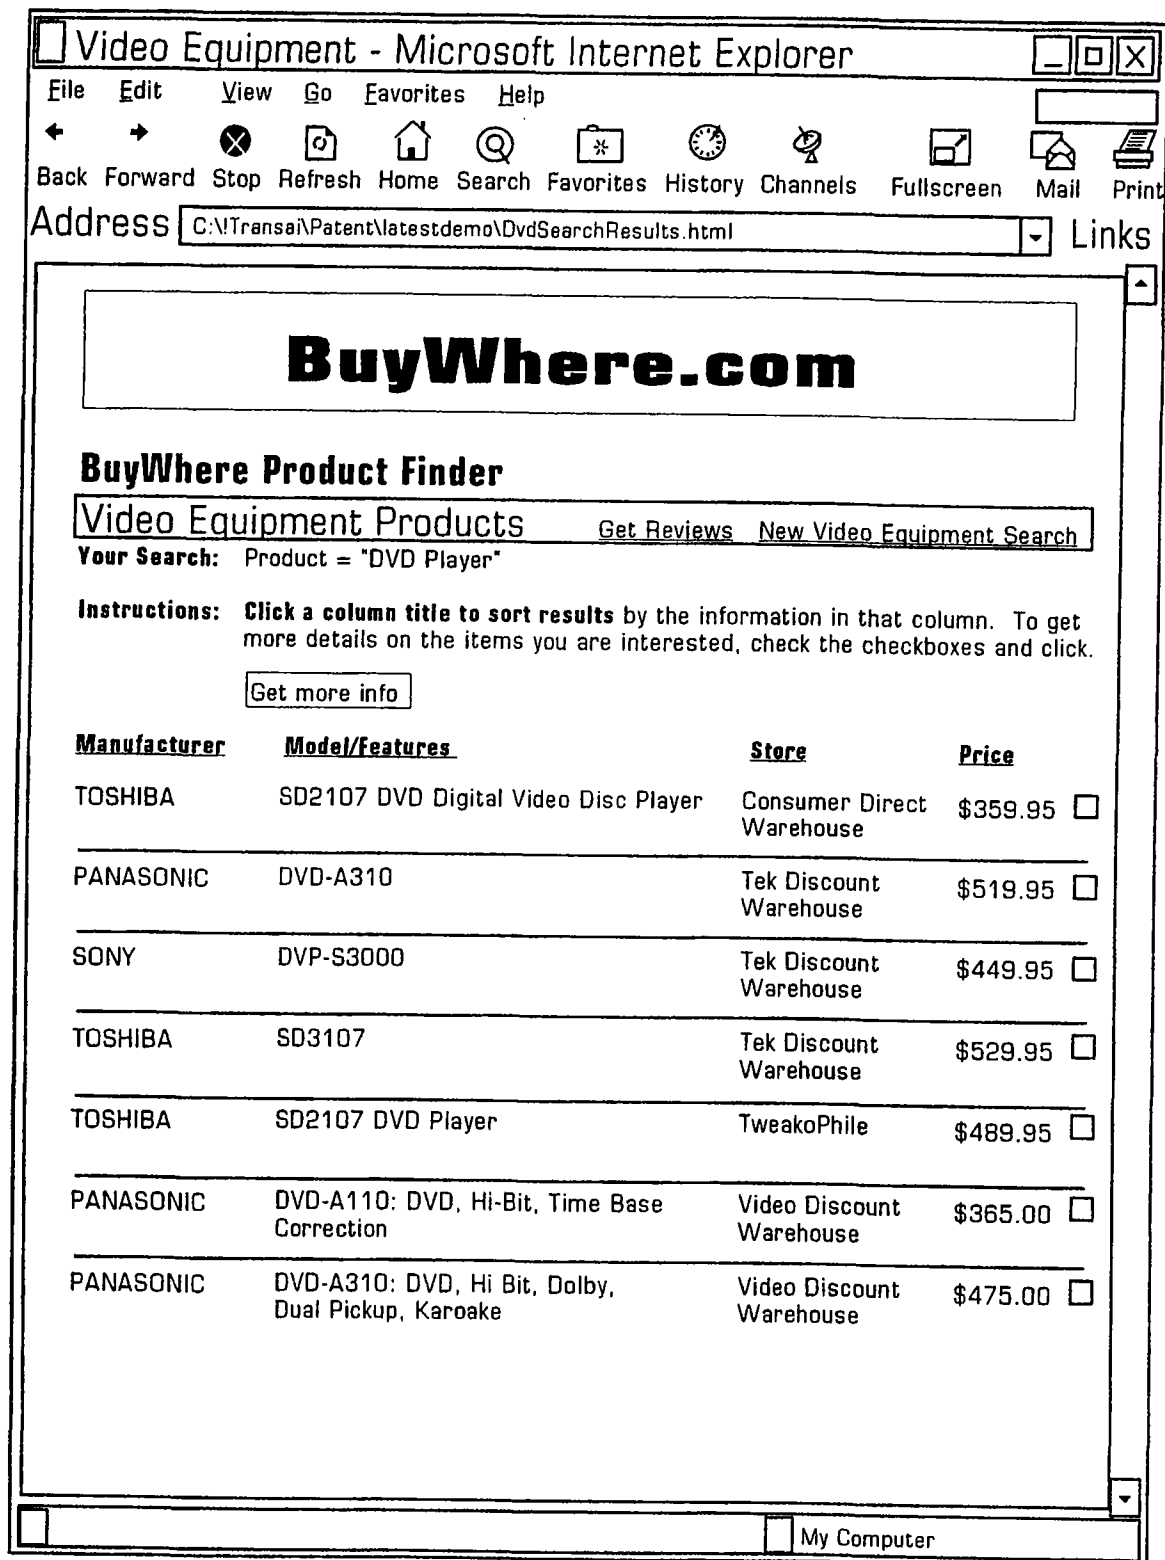 Video Equipment - Microsoft Internet Explorer
File Edit View Go Favorites Help
Back Forward Stop Refresh Home Search Favorites History Channels Fullscreen Mail Print
Address C:\!Transai\Patent\latestdemo\DvdSearchResults.html Links
BuyWhere.com
BuyWhere Product Finder
Video Equipment Products Get Reviews New Video Equipment Search
Your Search: Product = "DVD Player"
Instructions: Click a column title to sort results by the information in that column. To get
more details on the items you are interested, check the checkboxes and click.
Get more info
Manufacturer Model/Features Store Price
TOSHIBA SD2107 DVD Digital Video Disc Player Consumer Direct $359.95
Warehouse
PANASONIC DVD-A310 Tek Discount $519.95
Warehouse
SONY DVP-S3000 Tek Discount $449.95
Warehouse
TOSHIBA SD3107 Tek Discount $529.95
Warehouse
TOSHIBA SD2107 DVD Player TweakoPhile $489.95
PANASONIC DVD-A110: DVD, Hi-Bit, Time Base Video Discount $365.00
Correction Warehouse
PANASONIC DVD-A310: DVD, Hi Bit, Dolby, Video Discount $475.00
Dual Pickup, Karoake Warehouse
My Computer